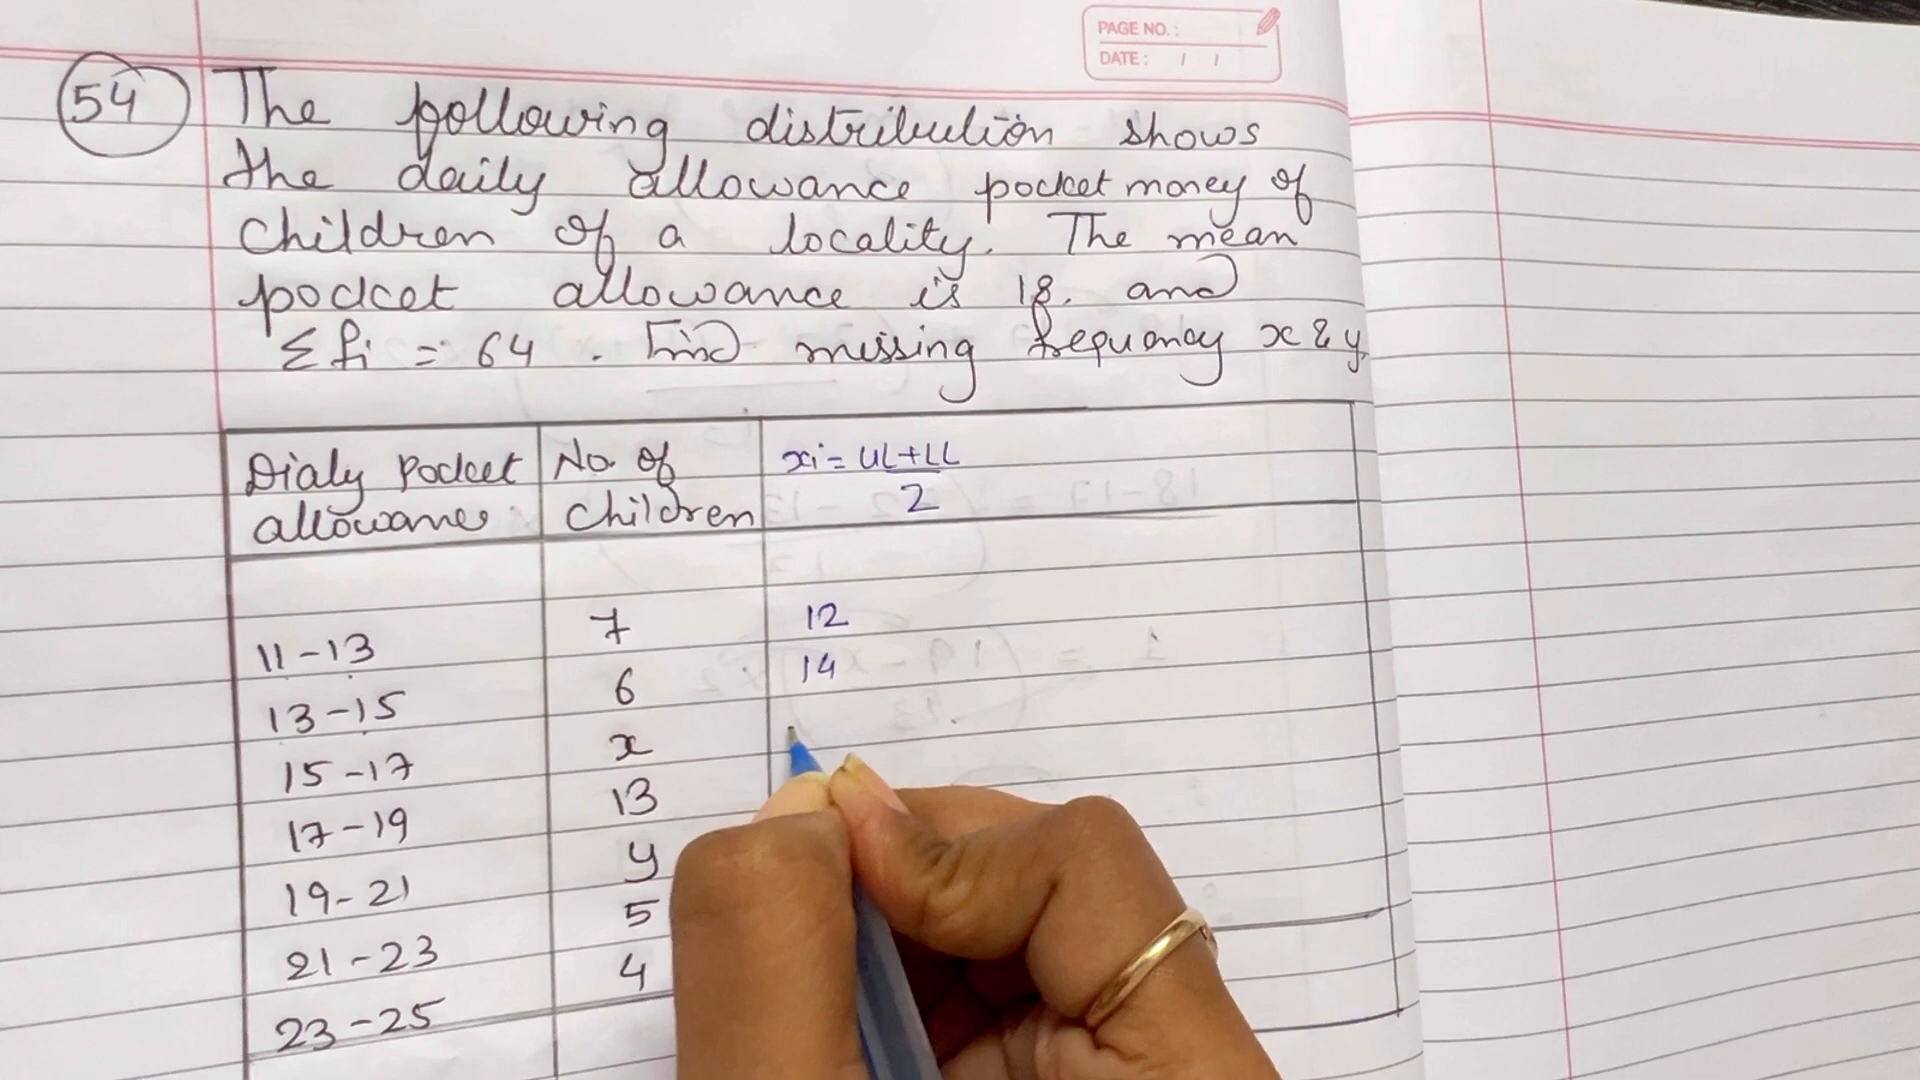 PAGE NO. :
DATE : / /
54 The following distribution shows
the daily allowance pocket money of
Children of a locality. The mean
pocket allowance is 18. and
Σfi = 64 . Find missing frequency x & y
Dialy Pocket No. of xi = UL+LL
allowance Children 2
11-13 7 12
13-15 6 14
15-17 x
17-19 13
19-21 y
21-23 5
23-25 4